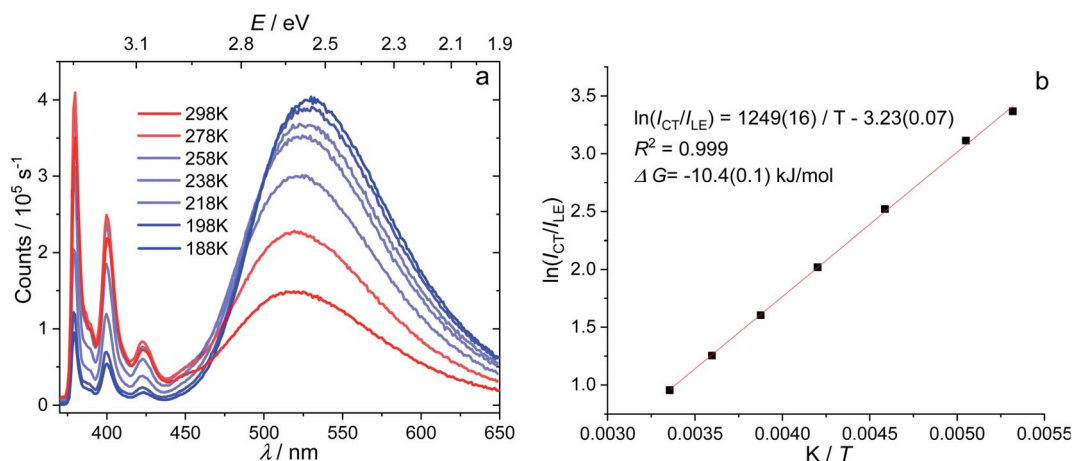 E / eV
3.1 2.8 2.5 2.3 2.1 1.9
a
4
3
2
1
0
Counts / 10⁵ s⁻¹
298K
278K
258K
238K
218K
198K
188K
400 450 500 550 600 650
λ / nm
b
3.5
3.0
2.5
2.0
1.5
1.0
ln(I_CT/I_LE)
ln(I_CT/I_LE) = 1249(16) / T - 3.23(0.07)
R² = 0.999
Δ G= -10.4(0.1) kJ/mol
0.0030 0.0035 0.0040 0.0045 0.0050 0.0055
K / T